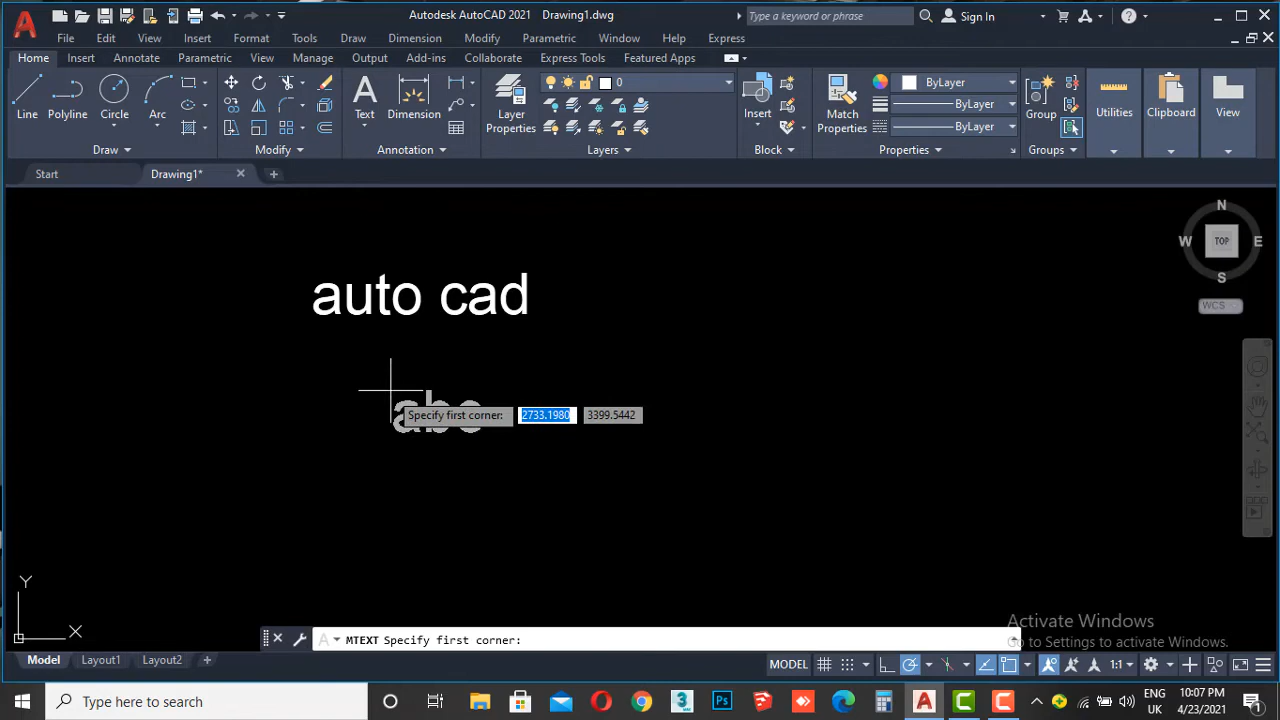 Autodesk AutoCAD 2021 Drawing1.dwg
Type a keyword or phrase
Sign In
File Edit View Insert Format Tools Draw Dimension Modify Parametric Window Help Express
Home Insert Annotate Parametric View Manage Output Add-ins Collaborate Express Tools Featured Apps
0
ByLayer
ByLayer
ByLayer
Line Polyline Circle Arc
Text Dimension
Layer Properties
Insert
Match Properties
Group
Utilities
Clipboard
View
Draw Modify Annotation Layers Block Properties Groups
Start
Drawing1*
N
W TOP E
S
WCS
auto cad
abc
Specify first corner: 2733.1980 3399.5442
Y
X
MTEXT Specify first corner:
Activate Windows
Go to Settings to activate Windows.
Model Layout1 Layout2
MODEL
1:1
Type here to search
3
Ps
ENG
UK
10:07 PM
4/23/2021
1